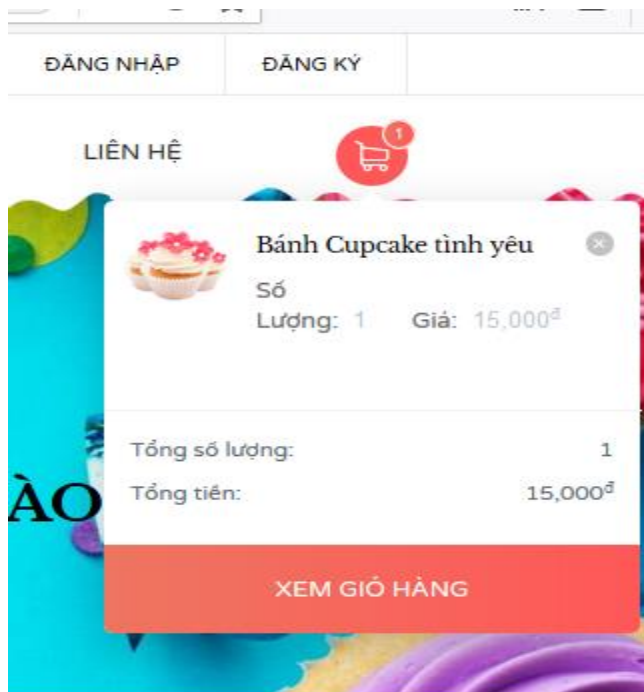 ĐĂNG NHẬP ĐĂNG KÝ
LIÊN HỆ
1
Bánh Cupcake tình yêu
Số
Lượng: 1 Giá: 15,000đ
Tổng số lượng: 1
Tổng tiền: 15,000đ
ÀO
XEM GIỎ HÀNG